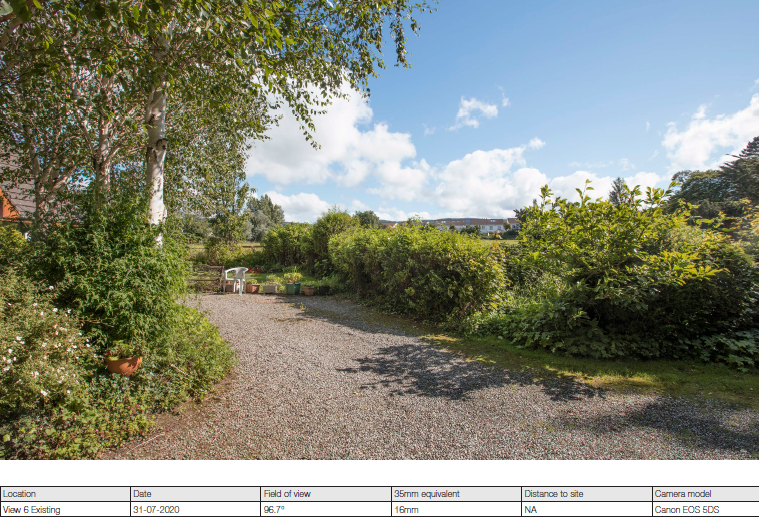 Location Date Field of view 35mm equivalent Distance to site Camera model
View 6 Existing 31-07-2020 96.7° 16mm NA Canon EOS 5DS